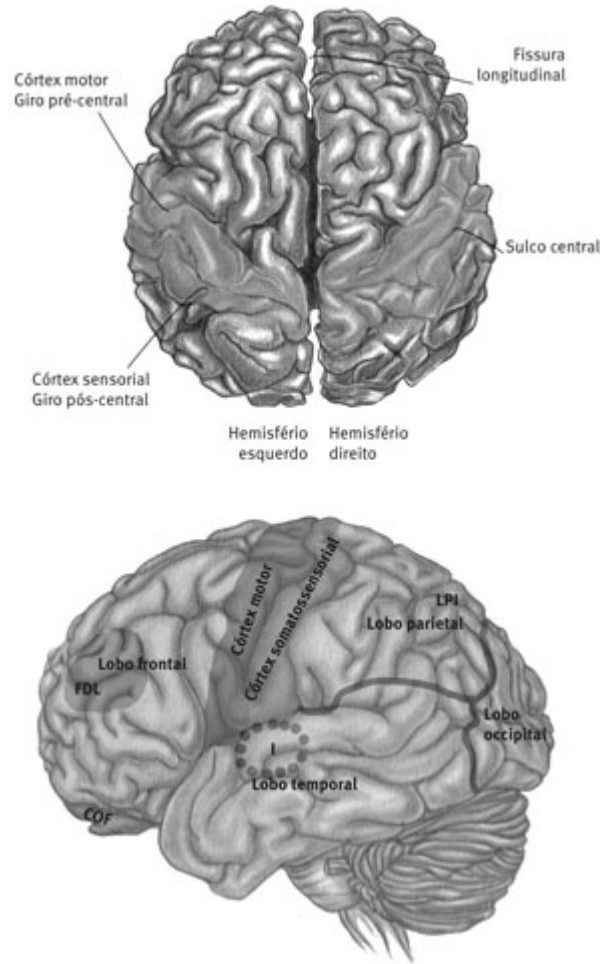 Fissura
longitudinal
Córtex motor
Giro pré-central
Sulco central
Córtex sensorial
Giro pós-central
Hemisfério
esquerdo
Hemisfério
direito
Córtex motor
Córtex somatossensorial
LPI
Lobo parietal
Lobo frontal
FDL
Lobo
occipital
I
Lobo temporal
COF